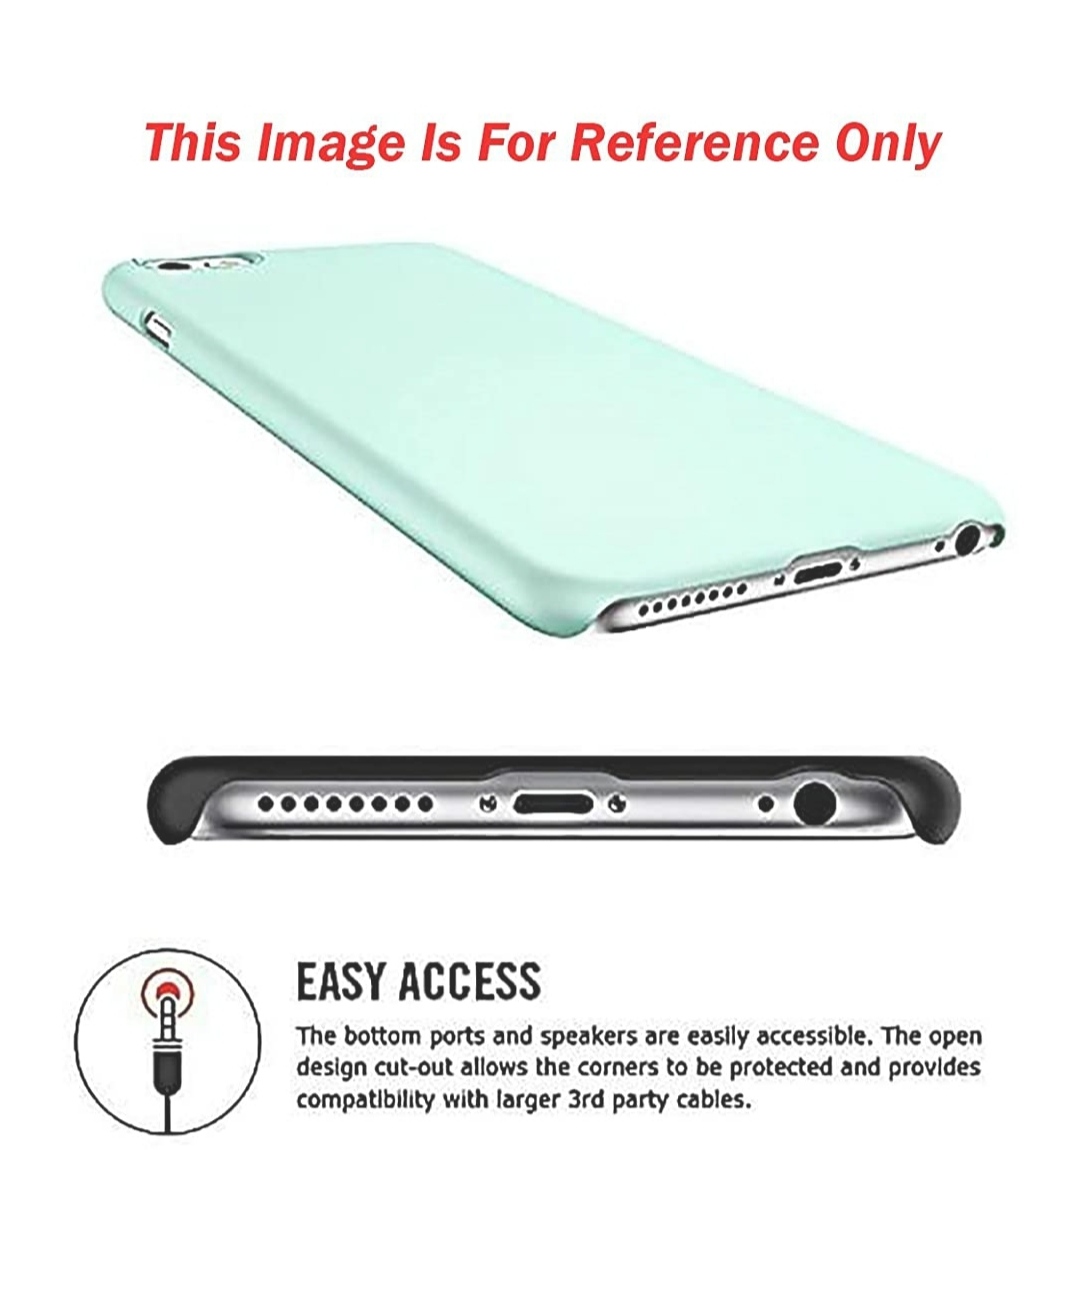 This Image Is For Reference Only
EASY ACCESS
The bottom ports and speakers are easily accessible. The open
design cut-out allows the corners to be protected and provides
compatibility with larger 3rd party cables.